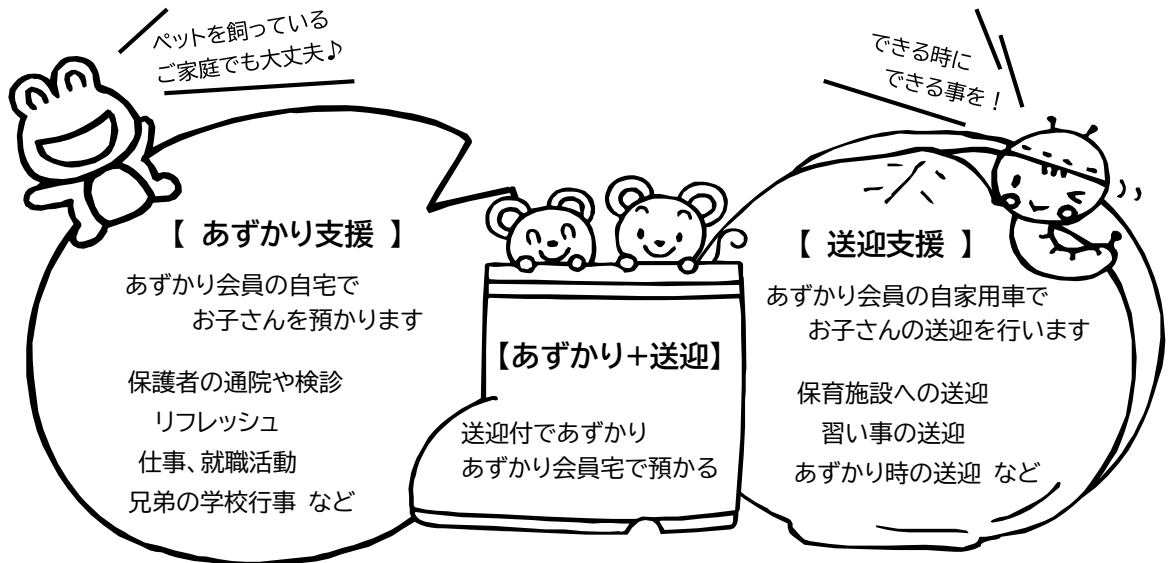 ペットを飼っている
ご家庭でも大丈夫♪
できる時に
できる事を！
【 あずかり支援 】
あずかり会員の自宅で
お子さんを預かります
保護者の通院や検診
リフレッシュ
仕事、就職活動
兄弟の学校行事 など
【あずかり＋送迎】
送迎付であずかり
あずかり会員宅で預かる
【 送迎支援 】
あずかり会員の自家用車で
お子さんの送迎を行います
保育施設への送迎
習い事の送迎
あずかり時の送迎 など